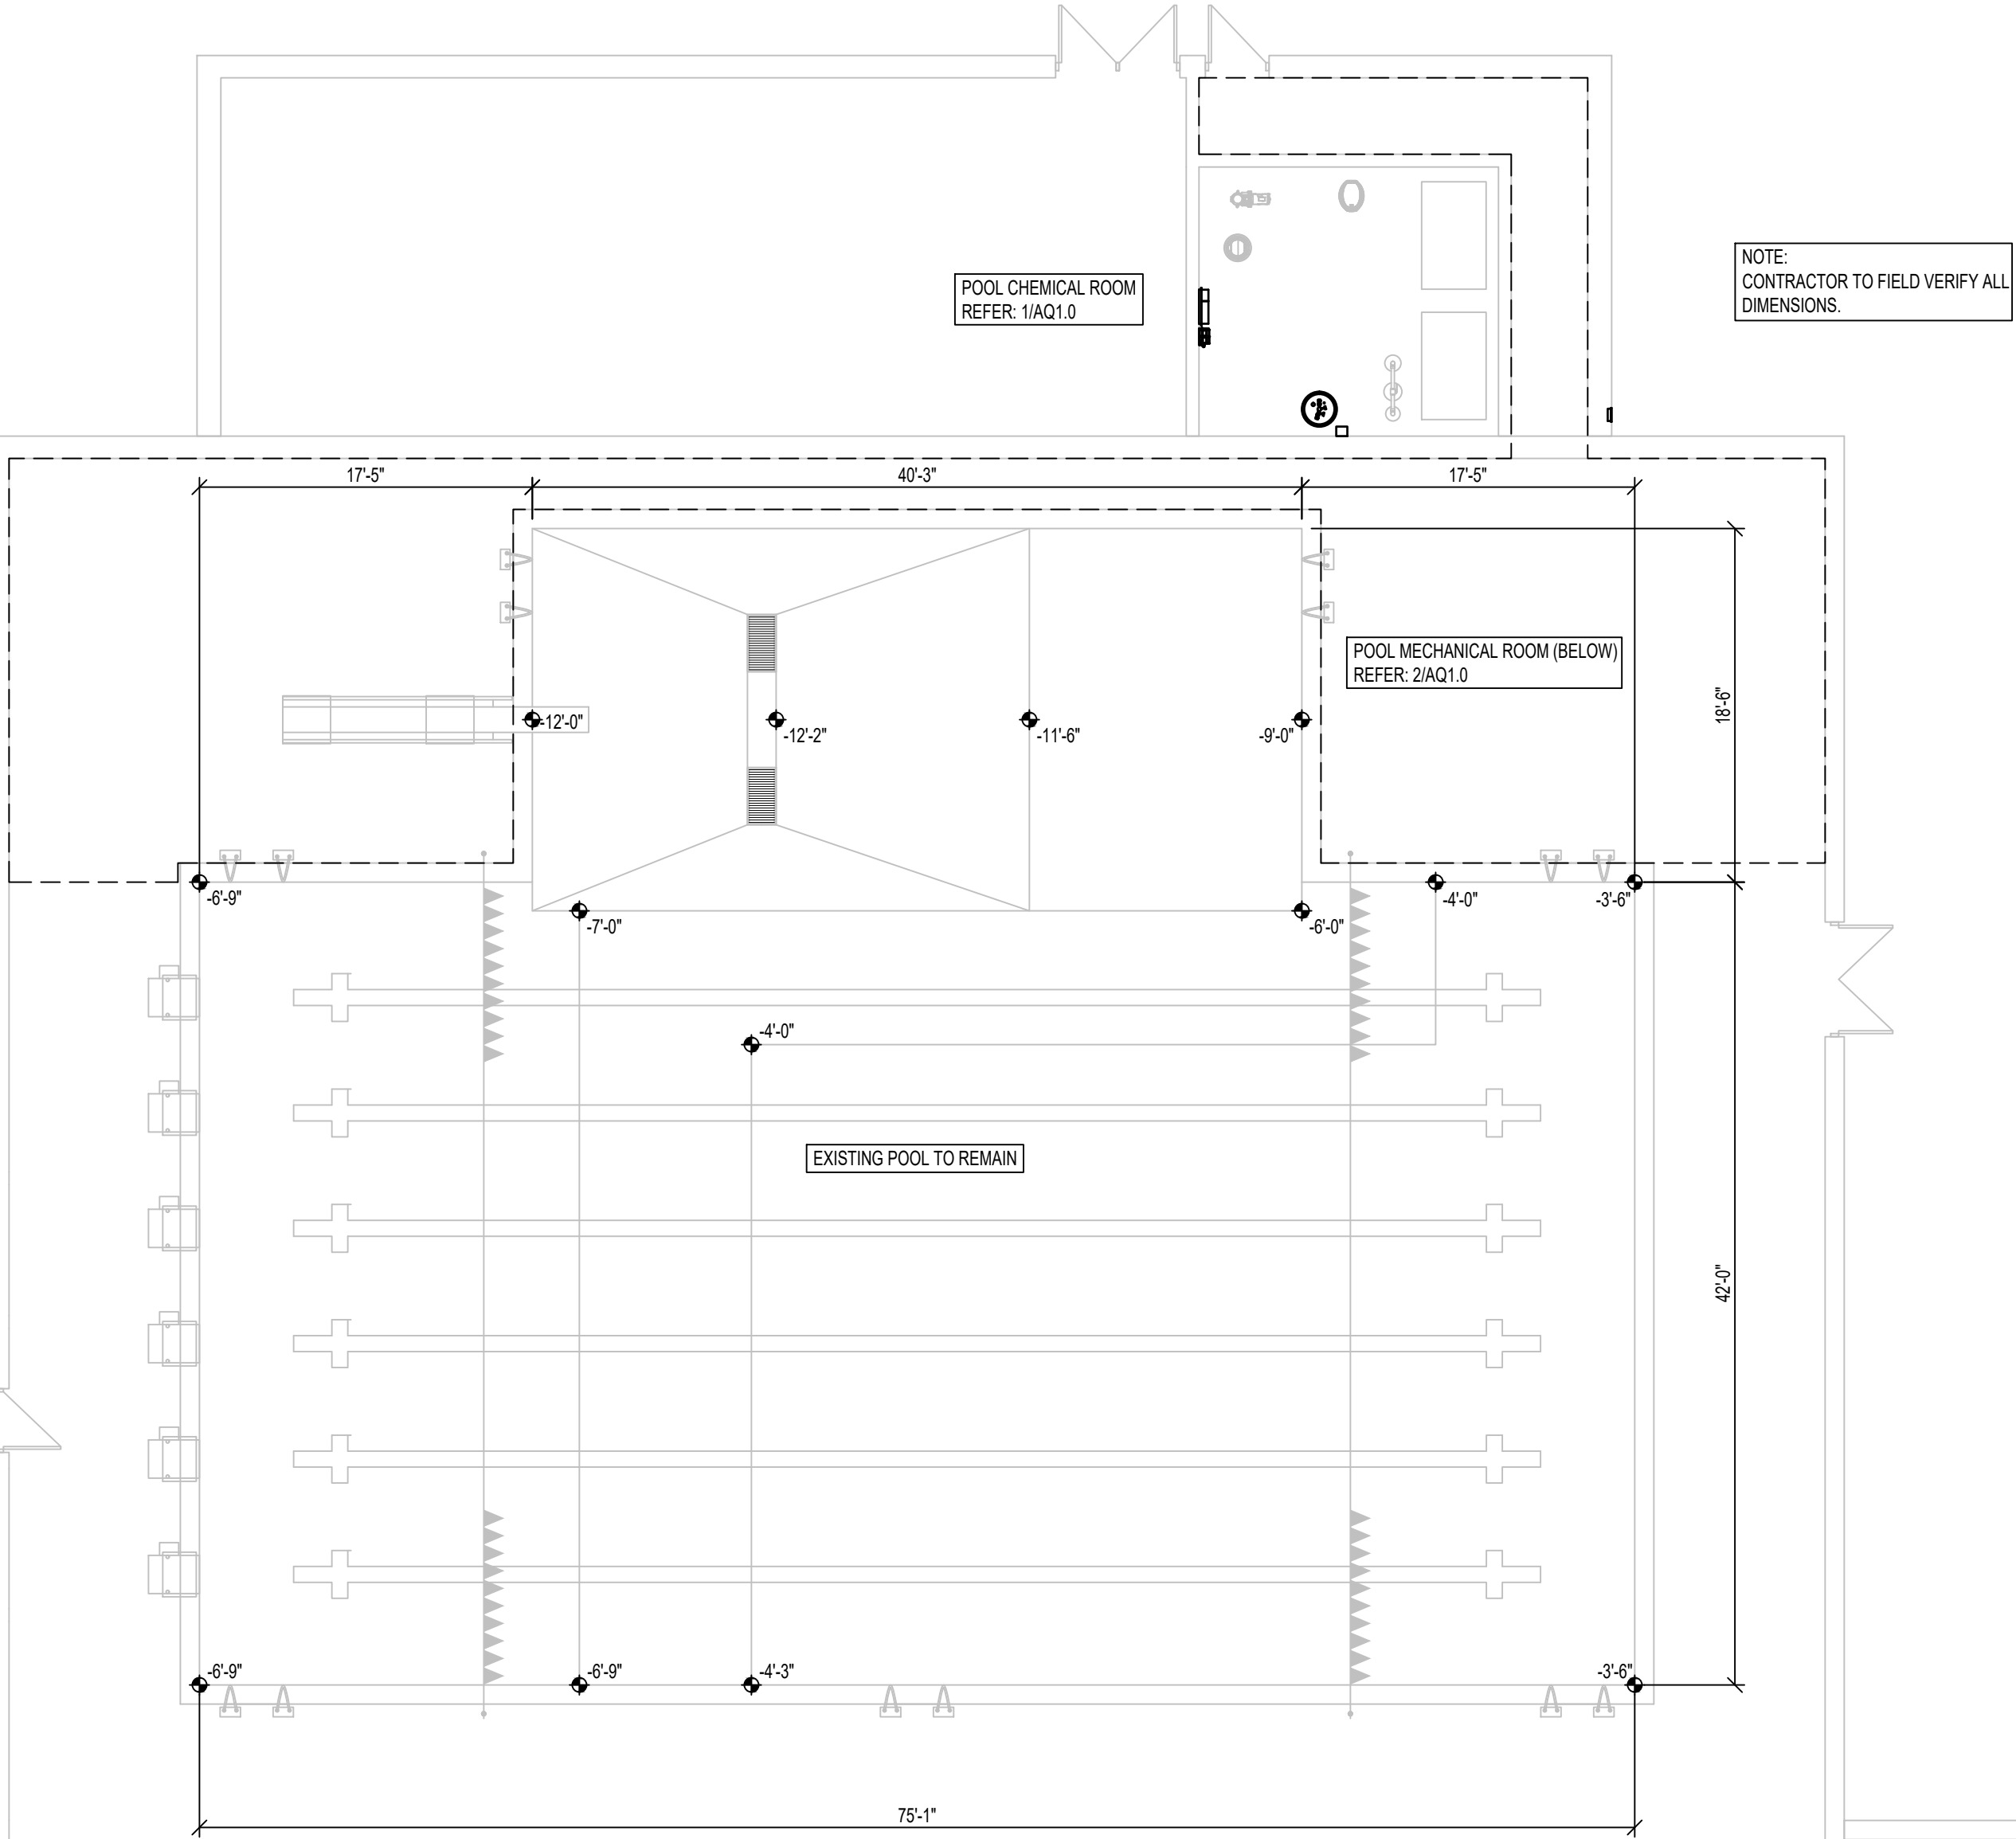 POOL CHEMICAL ROOM
REFER: 1/AQ1.0
NOTE:
CONTRACTOR TO FIELD VERIFY ALL
DIMENSIONS.
17'-5"
40'-3"
17'-5"
POOL MECHANICAL ROOM (BELOW)
REFER: 2/AQ1.0
18'-6"
-12'-0"
-12'-2"
-11'-6"
-9'-0"
-6'-9"
-7'-0"
-6'-0"
-4'-0"
-3'-6"
-4'-0"
EXISTING POOL TO REMAIN
42'-0"
-6'-9"
-6'-9"
-4'-3"
-3'-6"
75'-1"